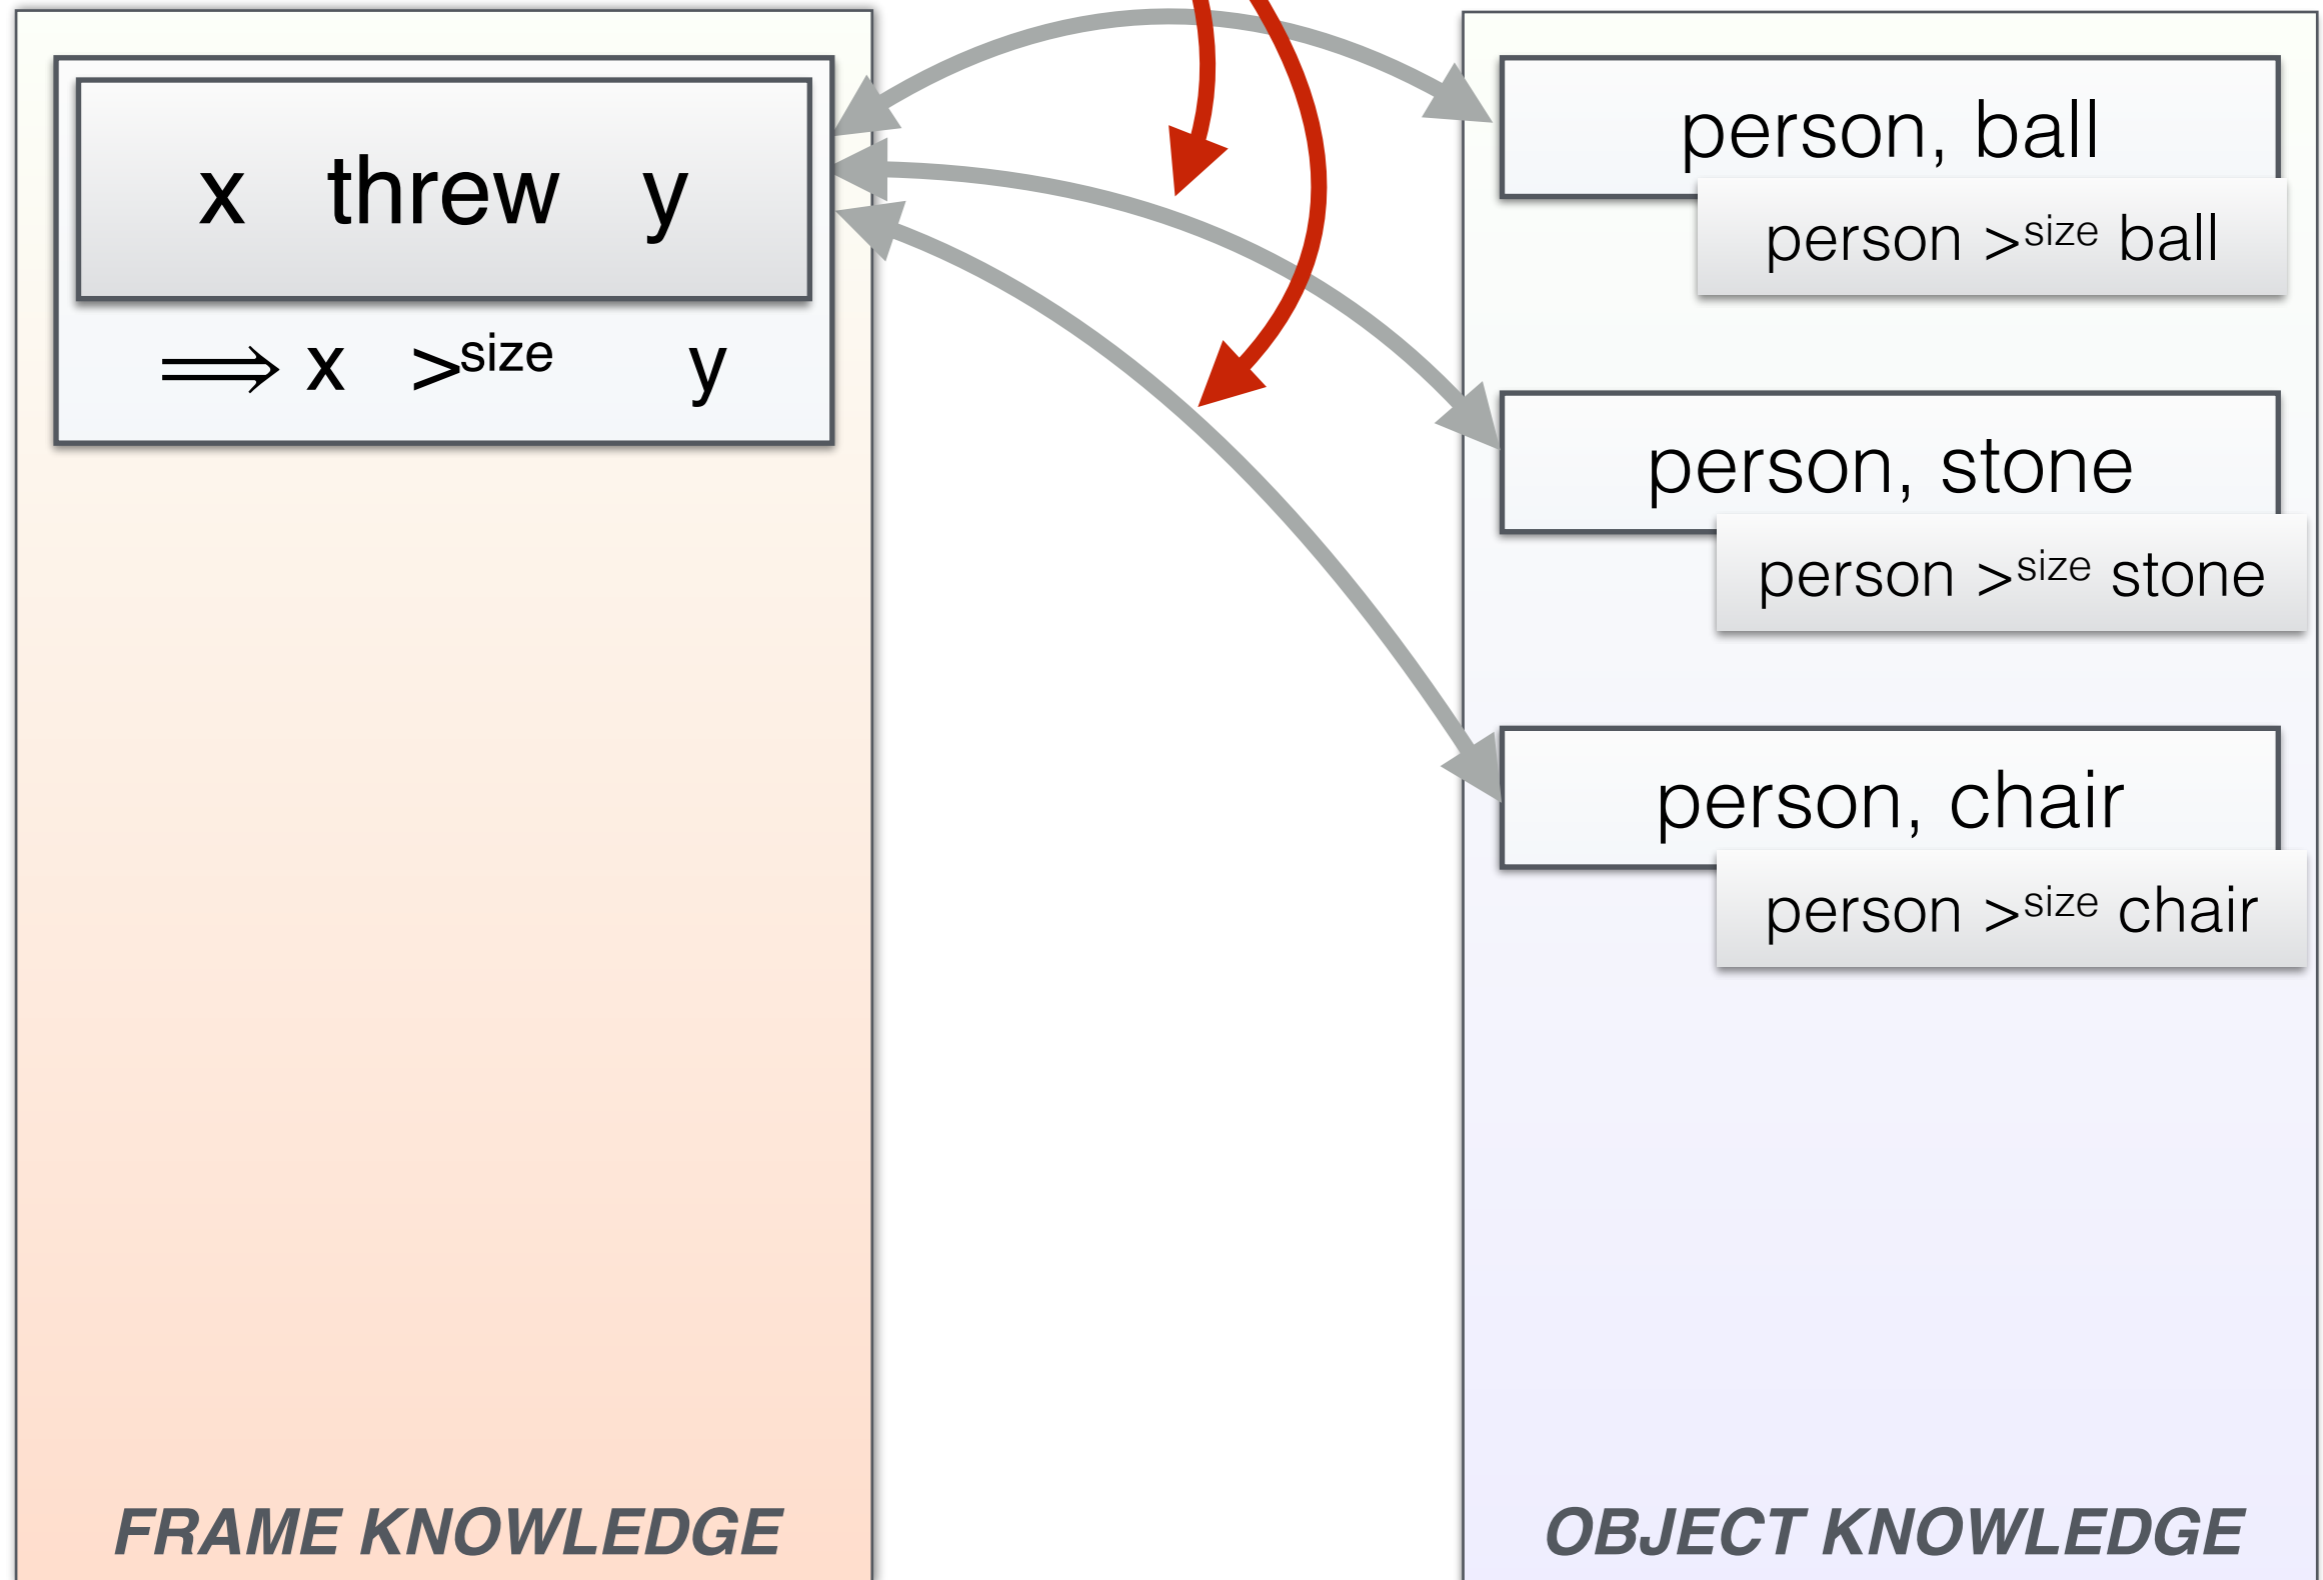 x threw y
⟹ x >size y
FRAME KNOWLEDGE
person, ball
person >size ball
person, stone
person >size stone
person, chair
person >size chair
OBJECT KNOWLEDGE